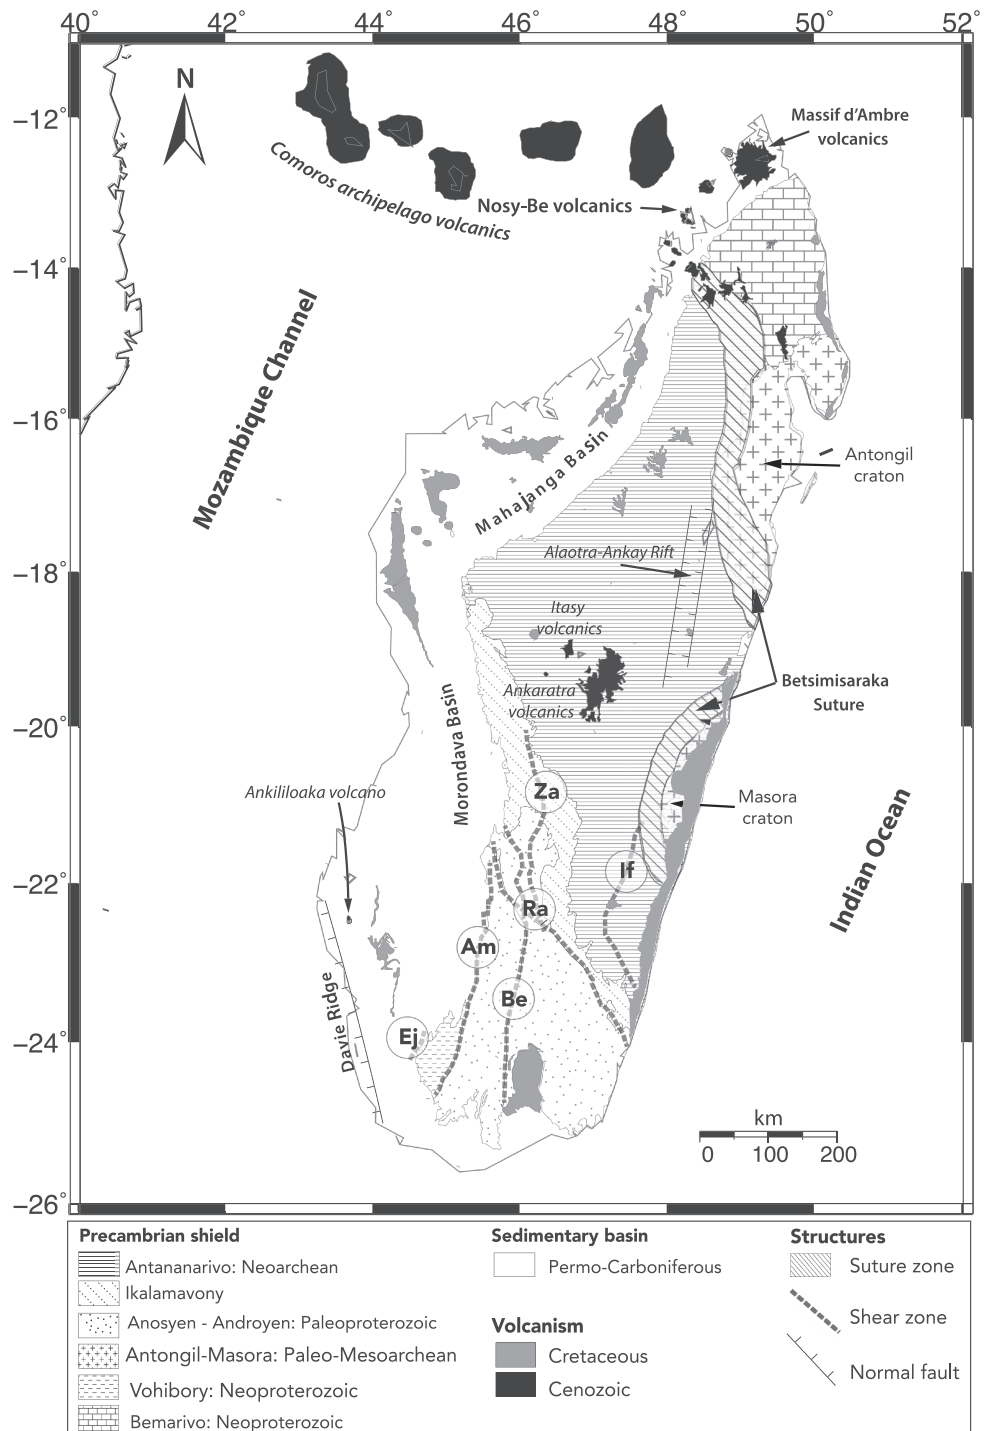 40°
42°
44°
46°
48°
50°
52°
−12°
−14°
−16°
−18°
−20°
−22°
−24°
−26°
N
Massif d’Ambre
volcanics
Comoros archipelago volcanics
Nosy-Be volcanics
Mozambique Channel
Mahajanga Basin
Antongil
craton
Alaotra-Ankay Rift
Itasy
volcanics
Ankaratra
volcanics
Betsimisaraka
Suture
Morondava Basin
Ankililoaka volcano
Za
Masora
craton
Indian Ocean
If
Ra
Am
Be
Ej
Davie Ridge
km
0 100 200
Precambrian shield
Antananarivo: Neoarchean
Ikalamavony
Anosyen - Androyen: Paleoproterozoic
Antongil-Masora: Paleo-Mesoarchean
Vohibory: Neoproterozoic
Bemarivo: Neoproterozoic
Sedimentary basin
Permo-Carboniferous
Volcanism
Cretaceous
Cenozoic
Structures
Suture zone
Shear zone
Normal fault